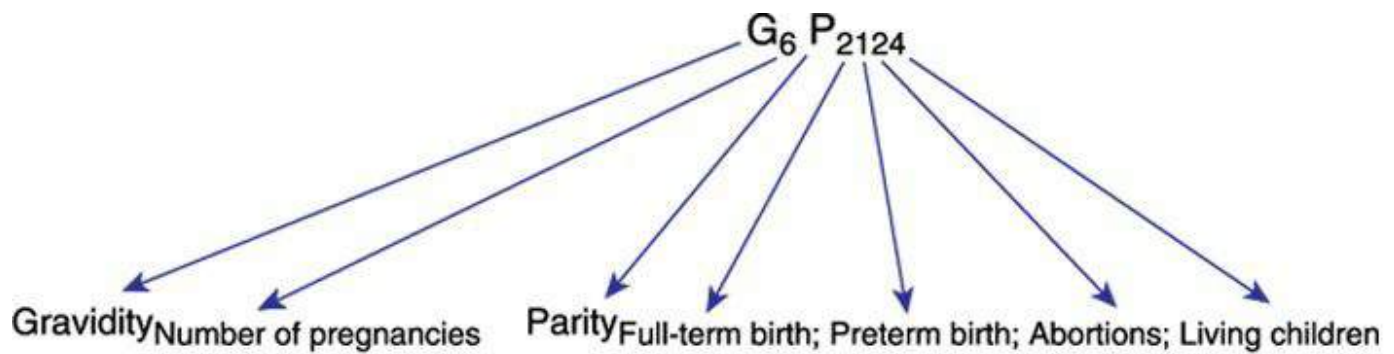 G6 P2124
Gravidity Number of pregnancies Parity Full-term birth; Preterm birth; Abortions; Living children